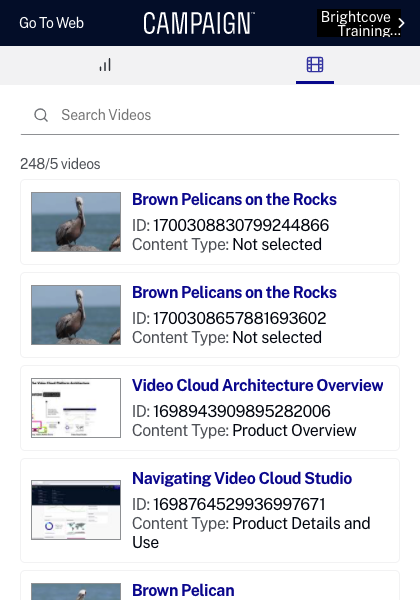 Go To Web
CAMPAIGN™
Brightcove
Training...
Search Videos
248/5 videos
Brown Pelicans on the Rocks
ID: 1700308830799244866
Content Type: Not selected
Brown Pelicans on the Rocks
ID: 1700308657881693602
Content Type: Not selected
Video Cloud Architecture Overview
ID: 1698943909895282006
Content Type: Product Overview
Navigating Video Cloud Studio
ID: 1698764529936997671
Content Type: Product Details and
Use
Brown Pelican